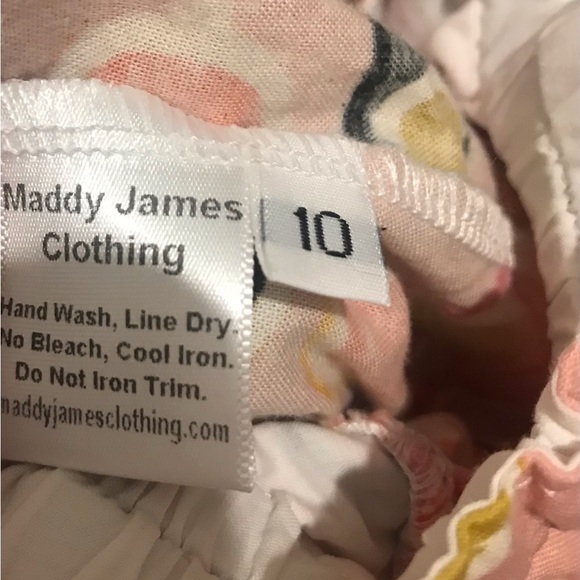 Maddy James
Clothing
10
Hand Wash, Line Dry.
No Bleach, Cool Iron.
Do Not Iron Trim.
maddyjamesclothing.com